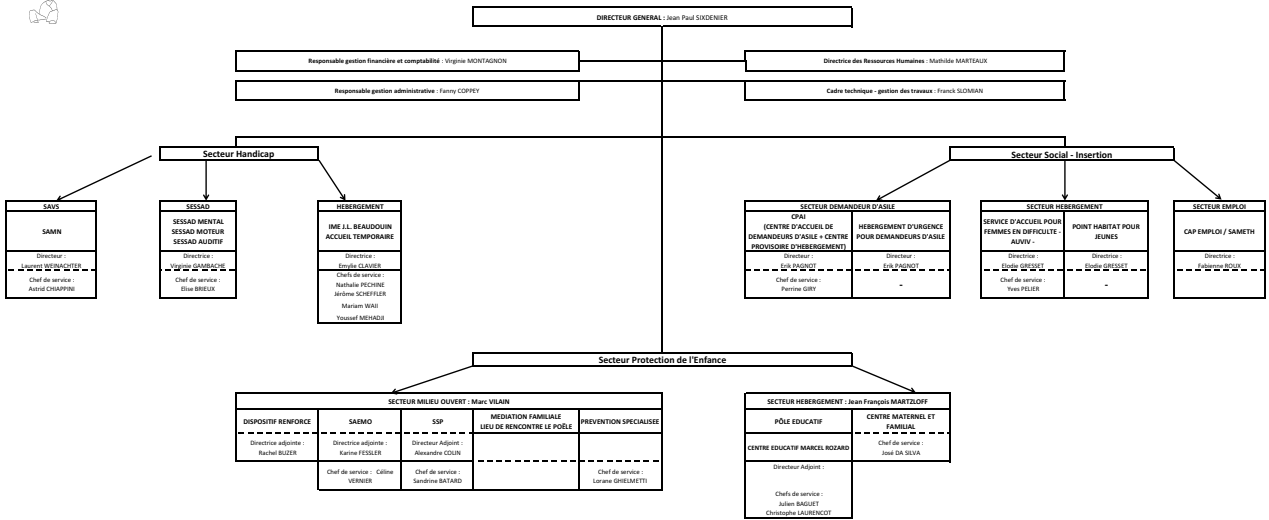 DIRECTEUR GENERAL : Jean Paul SIXDENIER
Responsable gestion financière et comptabilité : Virginie MONTAGNON
Directrice des Ressources Humaines : Mathilde MARTEAUX
Responsable gestion administrative : Fanny COPPEY
Cadre technique - gestion des travaux : Franck SLOMIAN
Secteur Handicap
Secteur Social - Insertion
SAVS
SAMN
Directeur :
Laurent WEINACHTER
Chef de service :
Astrid CHIAPPINI
SESSAD
SESSAD MENTAL
SESSAD MOTEUR
SESSAD AUDITIF
Directrice :
Virginie GAMBACHE
Chef de service :
Elise BRIEUX
HEBERGEMENT
IME J.L. BEAUDOUIN
ACCUEIL TEMPORAIRE
Directrice :
Emylie CLAVIER
Chefs de service :
Nathalie PECHINE
Jérôme SCHEFFLER
Mariam WAII
Youssef MEHADJI
SECTEUR DEMANDEUR D'ASILE
CPAI
(CENTRE D'ACCUEIL DE
DEMANDEURS D'ASILE + CENTRE
PROVISOIRE D'HEBERGEMENT)
Directeur :
Erik PAGNOT
Chef de service :
Perrine GIRY
HEBERGEMENT D'URGENCE
POUR DEMANDEURS D'ASILE
Directeur :
Erik PAGNOT
-
SECTEUR HEBERGEMENT
SERVICE D'ACCUEIL POUR
FEMMES EN DIFFICULTE -
AUVIV -
Directrice :
Elodie GRESSET
Chef de service :
Yves PELIER
POINT HABITAT POUR
JEUNES
Directrice :
Elodie GRESSET
-
SECTEUR EMPLOI
CAP EMPLOI / SAMETH
Directrice :
Fabienne ROUX
Secteur Protection de l'Enfance
SECTEUR MILIEU OUVERT : Marc VILAIN
DISPOSITIF RENFORCE
Directrice adjointe :
Rachel BUZER
SAEMO
Directrice adjointe :
Karine FESSLER
Chef de service : Céline
VERNIER
SSP
Directeur Adjoint :
Alexandre COLIN
Chef de service :
Sandrine BATARD
MEDIATION FAMILIALE
LIEU DE RENCONTRE LE POÊLE
PREVENTION SPECIALISEE
Chef de service :
Lorane GHIELMETTI
SECTEUR HEBERGEMENT : Jean François MARTZLOFF
PÔLE EDUCATIF
CENTRE EDUCATIF MARCEL ROZARD
Directeur Adjoint :
Chefs de service :
Julien BAGUET
Christophe LAURENCOT
CENTRE MATERNEL ET
FAMILIAL
Chef de service :
José DA SILVA